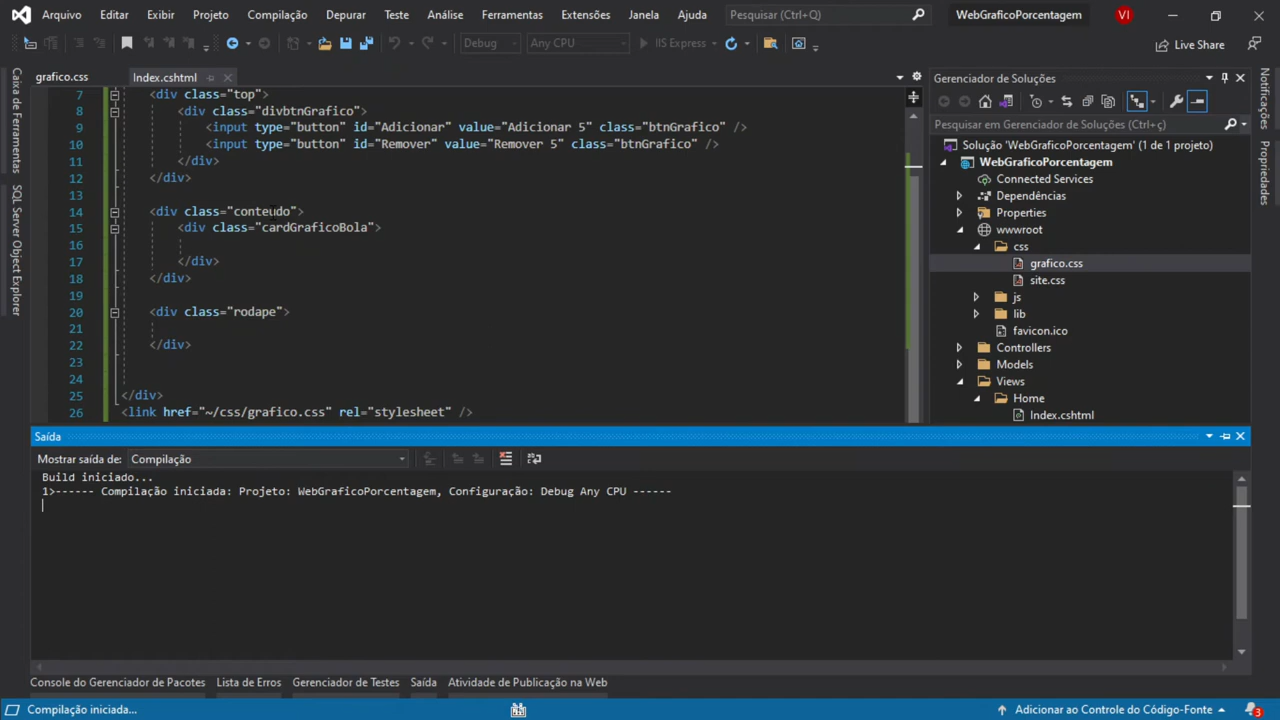 Arquivo Editar Exibir Projeto Compilação Depurar Teste Análise Ferramentas Extensões Janela Ajuda Pesquisar (Ctrl+Q) WebGraficoPorcentagem VI
Debug Any CPU IIS Express Live Share
grafico.css Index.cshtml
7 <div class="top">
8 <div class="divbtnGrafico">
9 <input type="button" id="Adicionar" value="Adicionar 5" class="btnGrafico" />
10 <input type="button" id="Remover" value="Remover 5" class="btnGrafico" />
11 </div>
12 </div>
13
14 <div class="conteudo">
15 <div class="cardGraficoBola">
16
17 </div>
18 </div>
19
20 <div class="rodape">
21
22 </div>
23
24
25 </div>
26 <link href="~/css/grafico.css" rel="stylesheet" />
Caixa de Ferramentas
SQL Server Object Explorer
Gerenciador de Soluções
Pesquisar em Gerenciador de Soluções (Ctrl+ç)
Solução 'WebGraficoPorcentagem' (1 de 1 projeto)
WebGraficoPorcentagem
Connected Services
Dependências
Properties
wwwroot
css
grafico.css
site.css
js
lib
favicon.ico
Controllers
Models
Views
Home
Index.cshtml
Notificações
Propriedades
Saída
Mostrar saída de: Compilação
Build iniciado...
1>------ Compilação iniciada: Projeto: WebGraficoPorcentagem, Configuração: Debug Any CPU ------
Console do Gerenciador de Pacotes Lista de Erros Gerenciador de Testes Saída Atividade de Publicação na Web
Compilação iniciada... Adicionar ao Controle do Código-Fonte 3